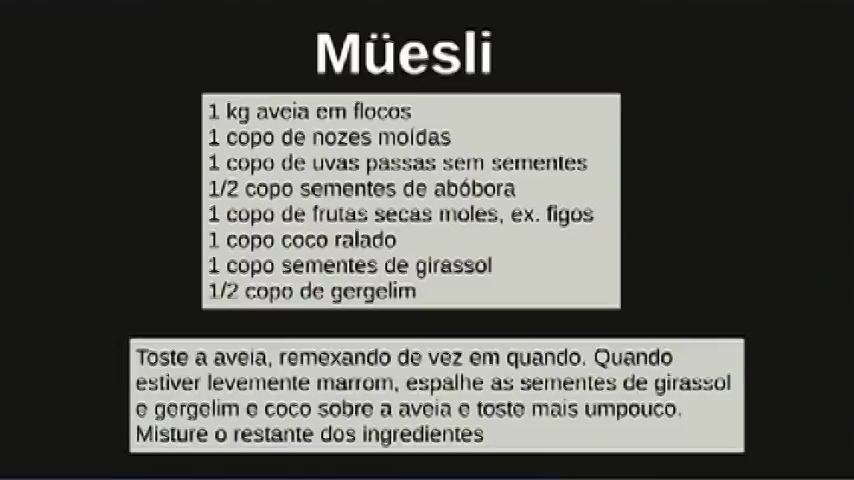 Müesli
1 kg aveia em flocos
1 copo de nozes moídas
1 copo de uvas passas sem sementes
1/2 copo sementes de abóbora
1 copo de frutas secas moles, ex. figos
1 copo coco ralado
1 copo sementes de girassol
1/2 copo de gergelim
Toste a aveia, remexando de vez em quando. Quando
estiver levemente marrom, espalhe as sementes de girassol
e gergelim e coco sobre a aveia e toste mais umpouco.
Misture o restante dos ingredientes